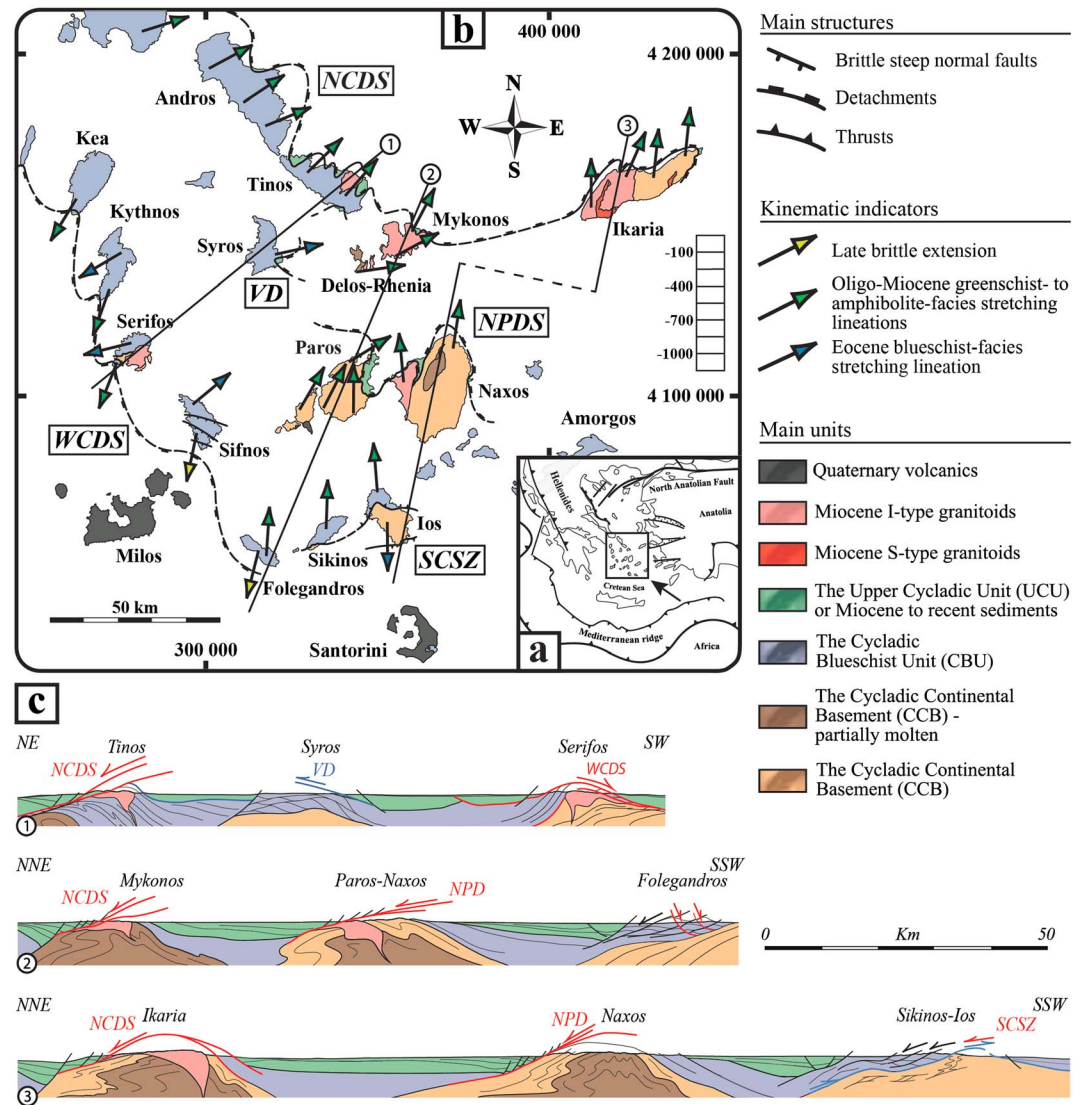 b
400 000
4 200 000
NCDS
Andros
N
W E
S
Kea
Tinos
1
2
3
Kythnos
Mykonos
Syros
Ikaria
VD
Delos-Rhenia
-100
-400
-700
-1000
Serifos
NPDS
Paros
Naxos
4 100 000
WCDS
Sifnos
Amorgos
Milos
Ios
Sikinos
SCSZ
Folegandros
50 km
300 000
Santorini
Hellenides
North Anatolian Fault
Anatolia
Cretean Sea
Mediterranean ridge
Africa
a
Main structures
Brittle steep normal faults
Detachments
Thrusts
Kinematic indicators
Late brittle extension
Oligo-Miocene greenschist- to
amphibolite-facies stretching
lineations
Eocene blueschist-facies
stretching lineation
Main units
Quaternary volcanics
Miocene I-type granitoids
Miocene S-type granitoids
The Upper Cycladic Unit (UCU)
or Miocene to recent sediments
The Cycladic
Blueschist Unit (CBU)
The Cycladic Continental
Basement (CCB) -
partially molten
The Cycladic Continental
Basement (CCB)
c
NE Tinos Syros Serifos SW
NCDS VD WCDS
1
NNE Mykonos Paros-Naxos Folegandros SSW
NCDS NPD
2
0 Km 50
NNE Ikaria Naxos Sikinos-Ios SSW
NCDS NPD SCSZ
3